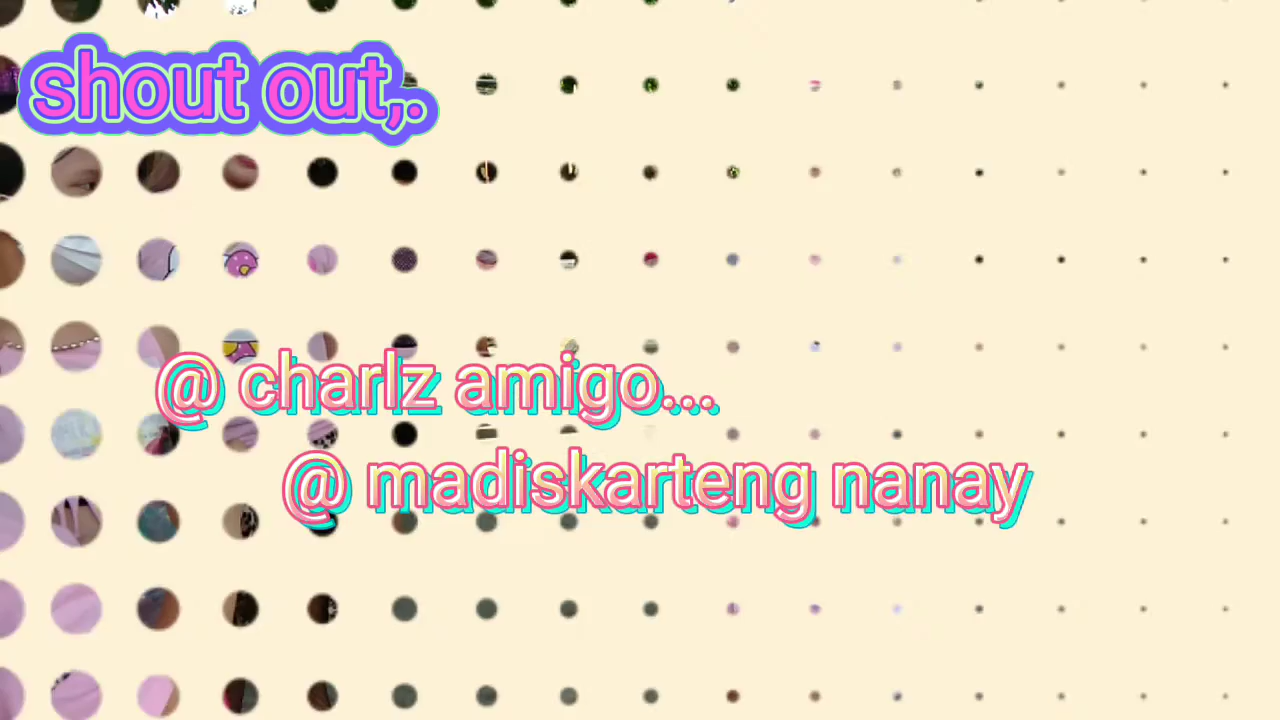 shout out,.
@ charlz amigo...
@ madiskarteng nanay